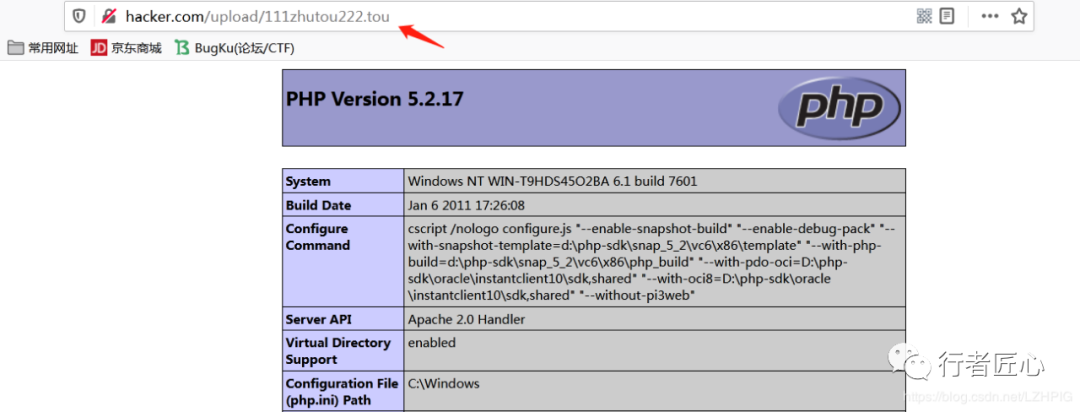 hacker.com/upload/111zhutou222.tou
常用网址 JD 京东商城 BugKu(论坛/CTF)
PHP Version 5.2.17
php
System Windows NT WIN-T9HDS45O2BA 6.1 build 7601
Build Date Jan 6 2011 17:26:08
Configure Command cscript /nologo configure.js "--enable-snapshot-build" "--enable-debug-pack" "--
with-snapshot-template=d:\php-sdk\snap_5_2\vc6\x86\template" "--with-php-
build=d:\php-sdk\snap_5_2\vc6\x86\php_build" "--with-pdo-oci=D:\php-
sdk\oracle\instantclient10\sdk,shared" "--with-oci8=D:\php-sdk\oracle
\instantclient10\sdk,shared" "--without-pi3web"
Server API Apache 2.0 Handler
Virtual Directory Support enabled
Configuration File (php.ini) Path C:\Windows
行者匠心
https://blog.csdn.net/LZHPIG